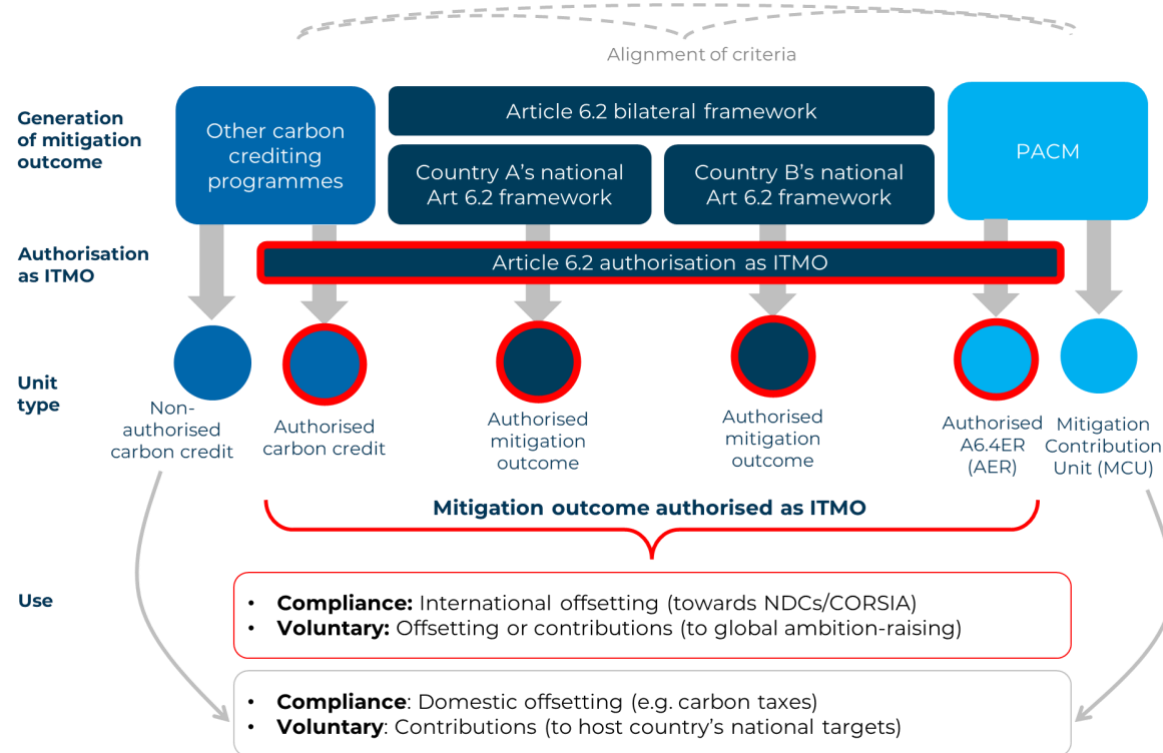 Alignment of criteria
Generation
of mitigation
outcome
Other carbon
crediting
programmes
Article 6.2 bilateral framework
Country A's national
Art 6.2 framework
Country B's national
Art 6.2 framework
PACM
Authorisation
as ITMO
Article 6.2 authorisation as ITMO
Unit
type
Non-
authorised
carbon credit
Authorised
carbon credit
Authorised
mitigation
outcome
Authorised
mitigation
outcome
Authorised
A6.4ER
(AER)
Mitigation
Contribution
Unit (MCU)
Mitigation outcome authorised as ITMO
Use
• Compliance: International offsetting (towards NDCs/CORSIA)
• Voluntary: Offsetting or contributions (to global ambition-raising)
• Compliance: Domestic offsetting (e.g. carbon taxes)
• Voluntary: Contributions (to host country's national targets)